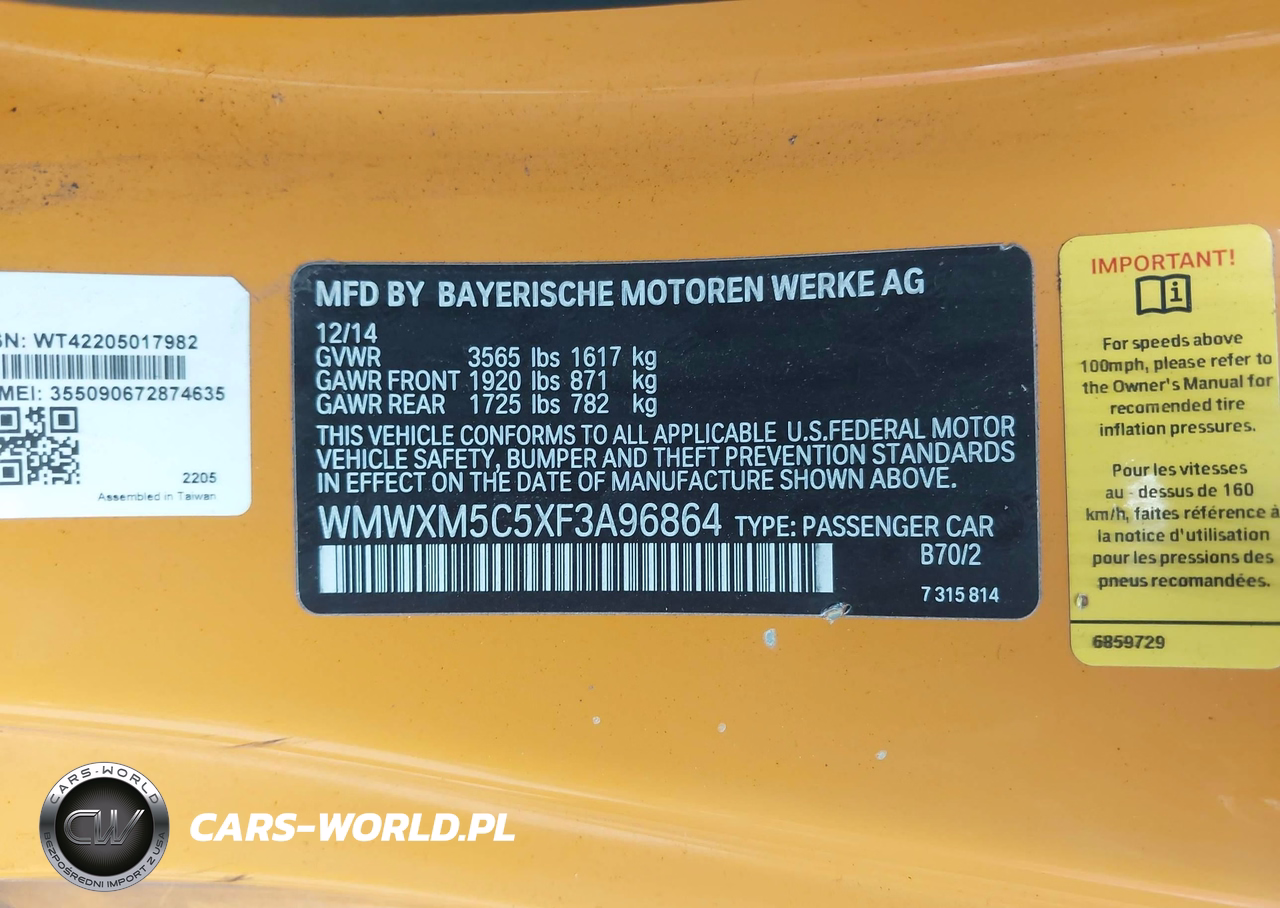 SN: WT42205017982
IMEI: 355090672874635
2205
Assembled in Taiwan
MFD BY BAYERISCHE MOTOREN WERKE AG
12/14
GVWR 3565 lbs 1617 kg
GAWR FRONT 1920 lbs 871 kg
GAWR REAR 1725 lbs 782 kg
THIS VEHICLE CONFORMS TO ALL APPLICABLE U.S.FEDERAL MOTOR
VEHICLE SAFETY, BUMPER AND THEFT PREVENTION STANDARDS
IN EFFECT ON THE DATE OF MANUFACTURE SHOWN ABOVE.
WMWXM5C5XF3A96864 TYPE: PASSENGER CAR
B70/2
7 315 814
IMPORTANT!
i
For speeds above
100mph, please refer to
the Owner's Manual for
recomended tire
inflation pressures.
Pour les vitesses
au - dessus de 160
km/h, faites référence à
la notice d'utilisation
pour les pressions des
pneus recomandées.
6859729
CARS-WORLD
CW
BEZPOŚREDNI IMPORT Z USA
CARS-WORLD.PL